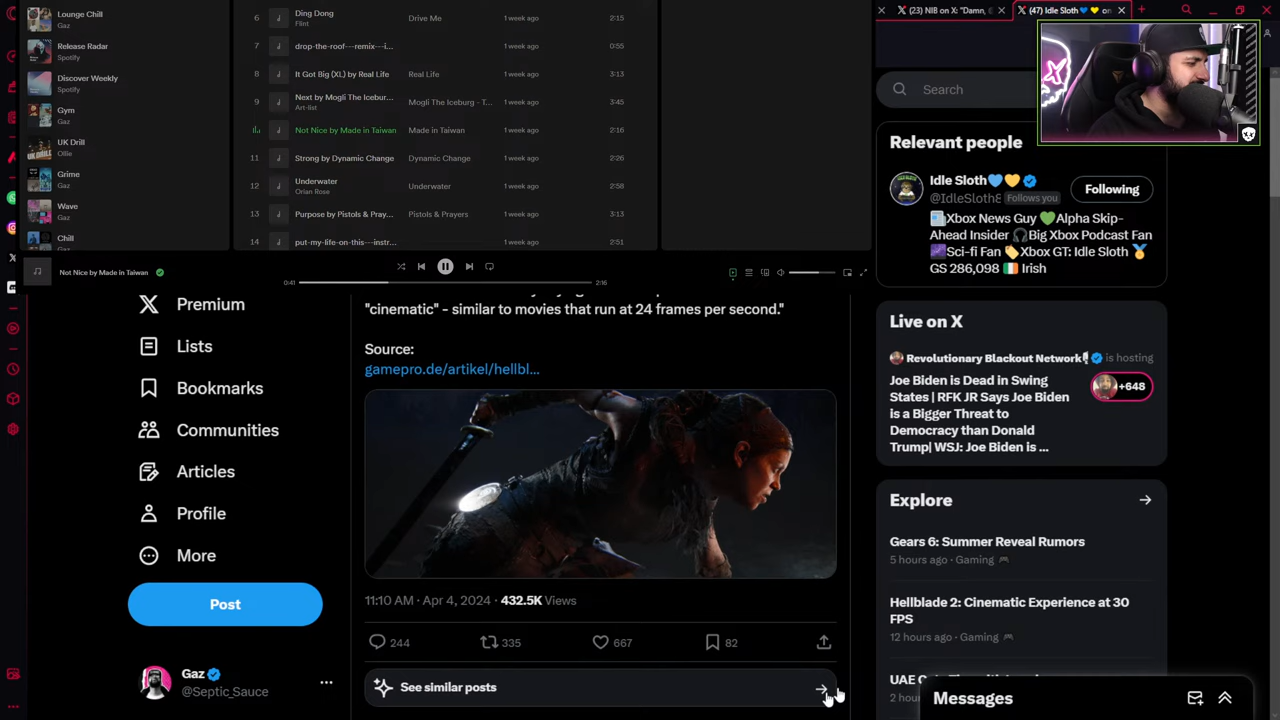 Lounge Chill
Gaz
Release Radar
Spotify
Discover Weekly
Spotify
Gym
Gaz
UK Drill
Ollie
Grime
Gaz
Wave
Gaz
Chill
Gaz
6 Ding Dong Drive Me 1 week ago 2:15
Flint
7 drop-the-roof---remix---i... 1 week ago 0:55
8 It Got Big (XL) by Real Life Real Life 1 week ago 3:13
9 Next by Mogli The Icebur... Mogli The Iceburg - T... 1 week ago 3:45
Art-list
Not Nice by Made in Taiwan Made in Taiwan 1 week ago 2:16
11 Strong by Dynamic Change Dynamic Change 1 week ago 2:26
12 Underwater Underwater 1 week ago 2:58
Orian Rose
13 Purpose by Pistols & Pray... Pistols & Prayers 1 week ago 3:13
14 put-my-life-on-this---instr... 1 week ago 2:51
Not Nice by Made in Taiwan
0:41 2:16
(23) NIB on X: "Damn,
(47) Idle Sloth💙💛 on
Search
Relevant people
Idle Sloth💙💛
Follows you
Following
Xbox News Guy 💚Alpha Skip-
Ahead Insider 🎧Big Xbox Podcast Fan
Sci-fi Fan 🏷️Xbox GT: Idle Sloth 🏅
GS 286,098 🇮🇪 Irish
Live on X
Revolutionary Blackout Network is hosting
Joe Biden is Dead in Swing
States | RFK JR Says Joe Biden
is a Bigger Threat to
Democracy than Donald
Trump| WSJ: Joe Biden is ...
+648
Explore
Gears 6: Summer Reveal Rumors
5 hours ago · Gaming 🎮
Hellblade 2: Cinematic Experience at 30
FPS
12 hours ago · Gaming 🎮
Messages
Premium
Lists
Bookmarks
Communities
Articles
Profile
More
Post
Gaz
@Septic_Sauce
"cinematic" - similar to movies that run at 24 frames per second."
Source:
gamepro.de/artikel/hellbl...
11:10 AM · Apr 4, 2024 · 432.5K Views
244 335 667 82
See similar posts